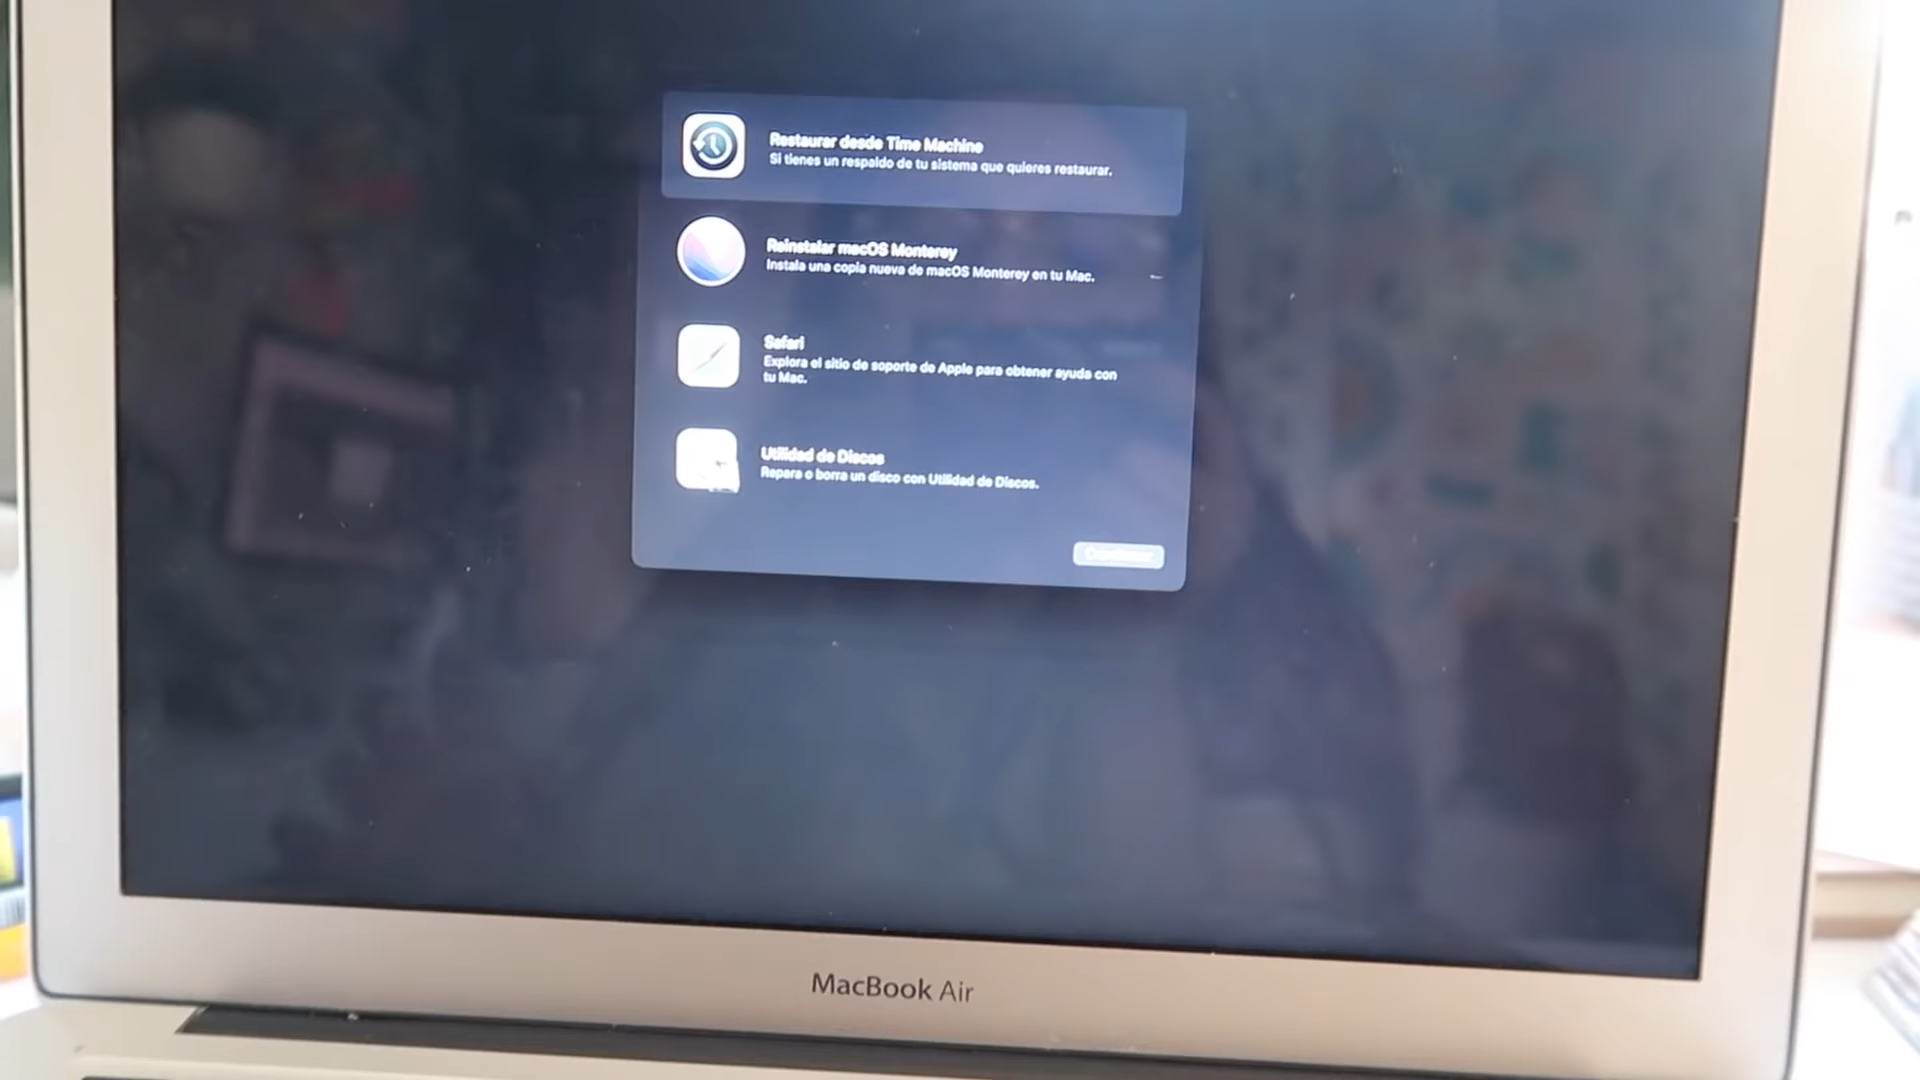 Restaurar desde Time Machine
Si tienes un respaldo de tu sistema que quieres restaurar.
Reinstalar macOS Monterey
Instala una copia nueva de macOS Monterey en tu Mac.
Safari
Explora el sitio de soporte de Apple para obtener ayuda con
tu Mac.
Utilidad de Discos
Repara o borra un disco con Utilidad de Discos.
Continuar
MacBook Air